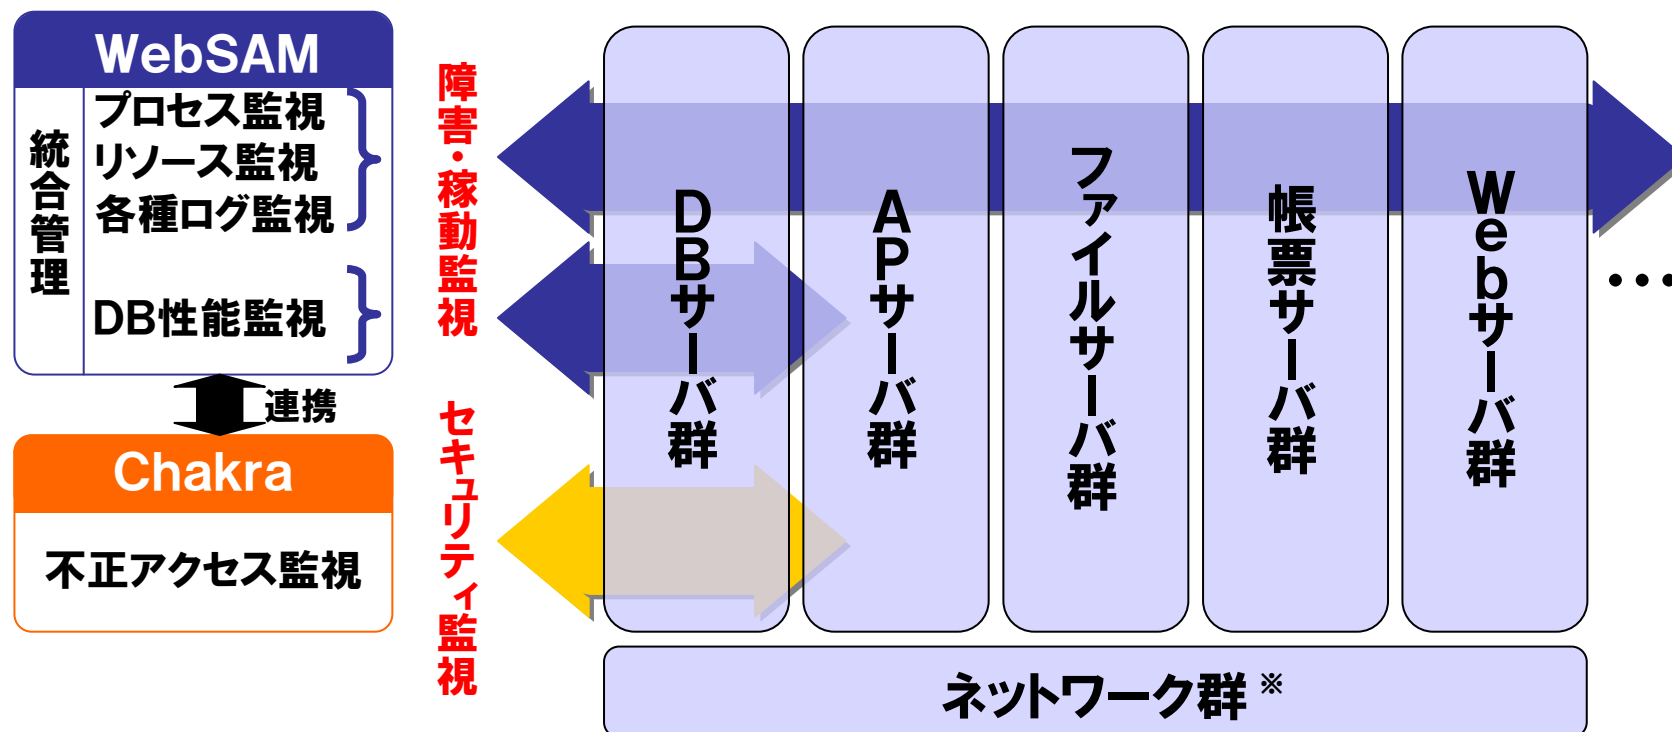 WebSAM
統合管理
プロセス監視
リソース監視
各種ログ監視
DB性能監視
連携
Chakra
不正アクセス監視
障害・稼動監視
セキュリティ監視
DBサーバ群
APサーバ群
ファイルサーバ群
帳票サーバ群
Webサーバ群
・・・
ネットワーク群※